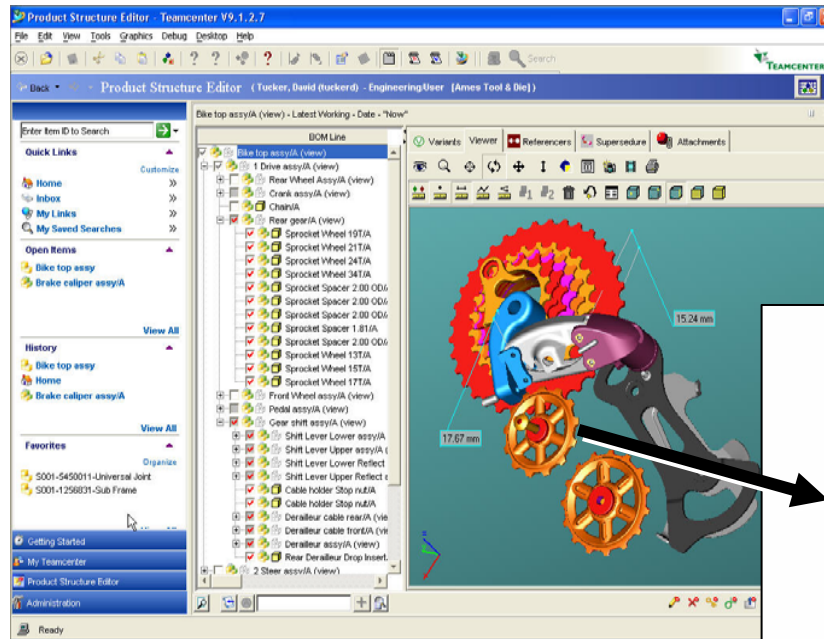 Product Structure Editor - Teamcenter V9.1.2.7
File Edit View Tools Graphics Debug Desktop Help
Search
TEAMCENTER
Back
Product Structure Editor (Tucker, David (tuckerd) - Engineering/User [Ames Tool & Die])
Bike top assy/A (view) - Latest Working - Date - "Now"
Enter Item ID to Search
Quick Links
Customize
Home
Inbox
My Links
My Saved Searches
Open Items
Bike top assy
Brake caliper assy/A
View All
History
Bike top assy
Home
Brake caliper assy/A
View All
Favorites
Organize
S001-5450011-Universal Joint
S001-1256831-Sub Frame
Getting Started
My Teamcenter
Product Structure Editor
Administration
BOM Line
Bike top assy/A (view)
1 Drive assy/A (view)
Rear Wheel Assy/A (view)
Crank assy/A (view)
Chain/A
Rear gear/A (view)
Sprocket Wheel 19T/A
Sprocket Wheel 21T/A
Sprocket Wheel 24T/A
Sprocket Wheel 34T/A
Sprocket Spacer 2.00 OD/
Sprocket Spacer 2.00 OD/
Sprocket Spacer 2.00 OD/
Sprocket Spacer 1.81/A
Sprocket Spacer 2.00 OD/
Sprocket Wheel 13T/A
Sprocket Wheel 15T/A
Sprocket Wheel 17T/A
Front Wheel assy/A (view)
Pedal assy/A (view)
Gear shift assy/A (view)
Shift Lever Lower assy/A
Shift Lever Upper assy/A (
Shift Lever Lower Reflect
Shift Lever Upper Reflect
Cable holder Stop nut/A
Cable holder Stop nut/A
Derailleur cable rear/A (vie
Derailleur cable front/A (vie
Derailleur assy/A (view)
Rear Derailleur Drop Insert.
2 Steer assy/A (view)
Variants Viewer Referencers Supersedure Attachments
15.24 mm
17.67 mm
Ready